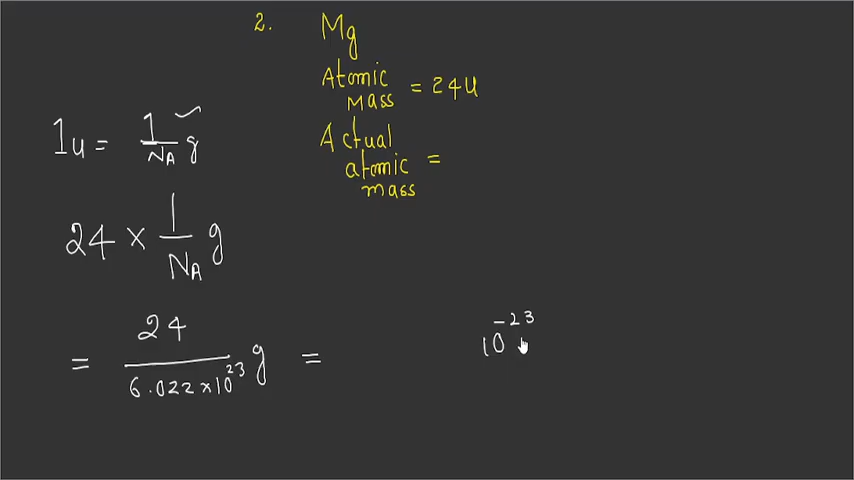 2. Mg
Atomic
Mass = 24u
Actual
atomic =
mass
1u = 1/NA g
24 × 1/NA g
= 24/6.022×10^23 g = 10^-23